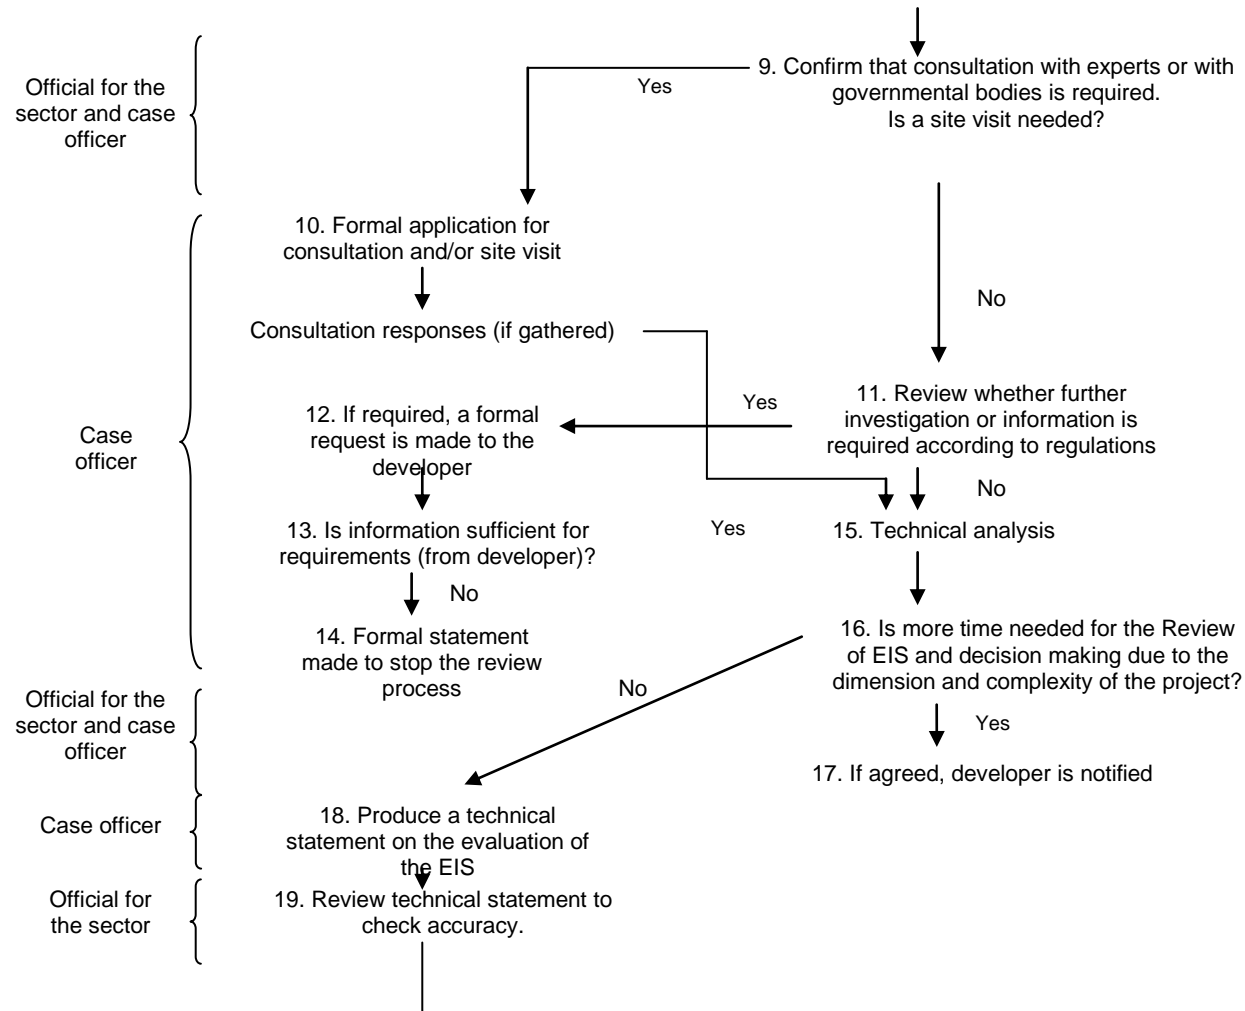 Official for the
sector and case
officer
Yes
9. Confirm that consultation with experts or with
governmental bodies is required.
Is a site visit needed?
10. Formal application for
consultation and/or site visit
No
Consultation responses (if gathered)
Case
officer
12. If required, a formal
request is made to the
developer
Yes
11. Review whether further
investigation or information is
required according to regulations
No
13. Is information sufficient for
requirements (from developer)?
Yes
15. Technical analysis
No
14. Formal statement
made to stop the review
process
16. Is more time needed for the Review
of EIS and decision making due to the
dimension and complexity of the project?
Official for the
sector and case
officer
No
Yes
17. If agreed, developer is notified
Case officer
18. Produce a technical
statement on the evaluation of
the EIS
Official for
the sector
19. Review technical statement to
check accuracy.